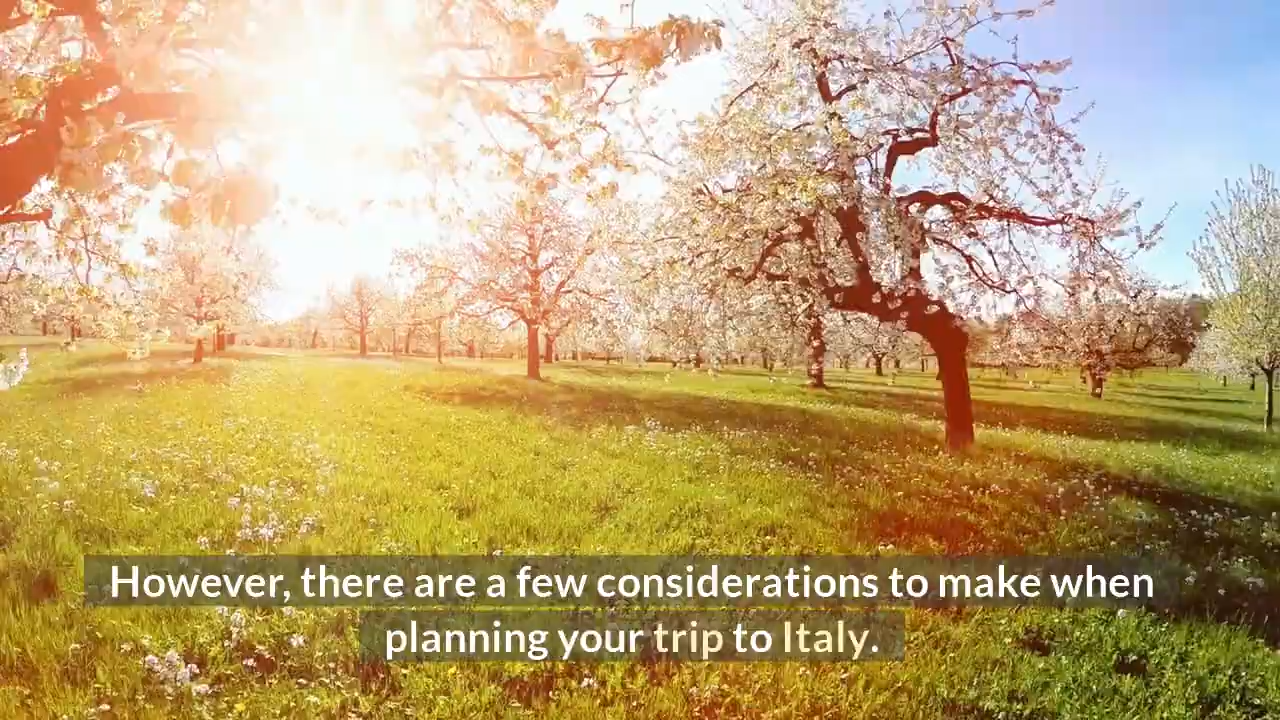 However, there are a few considerations to make when
planning your trip to Italy.